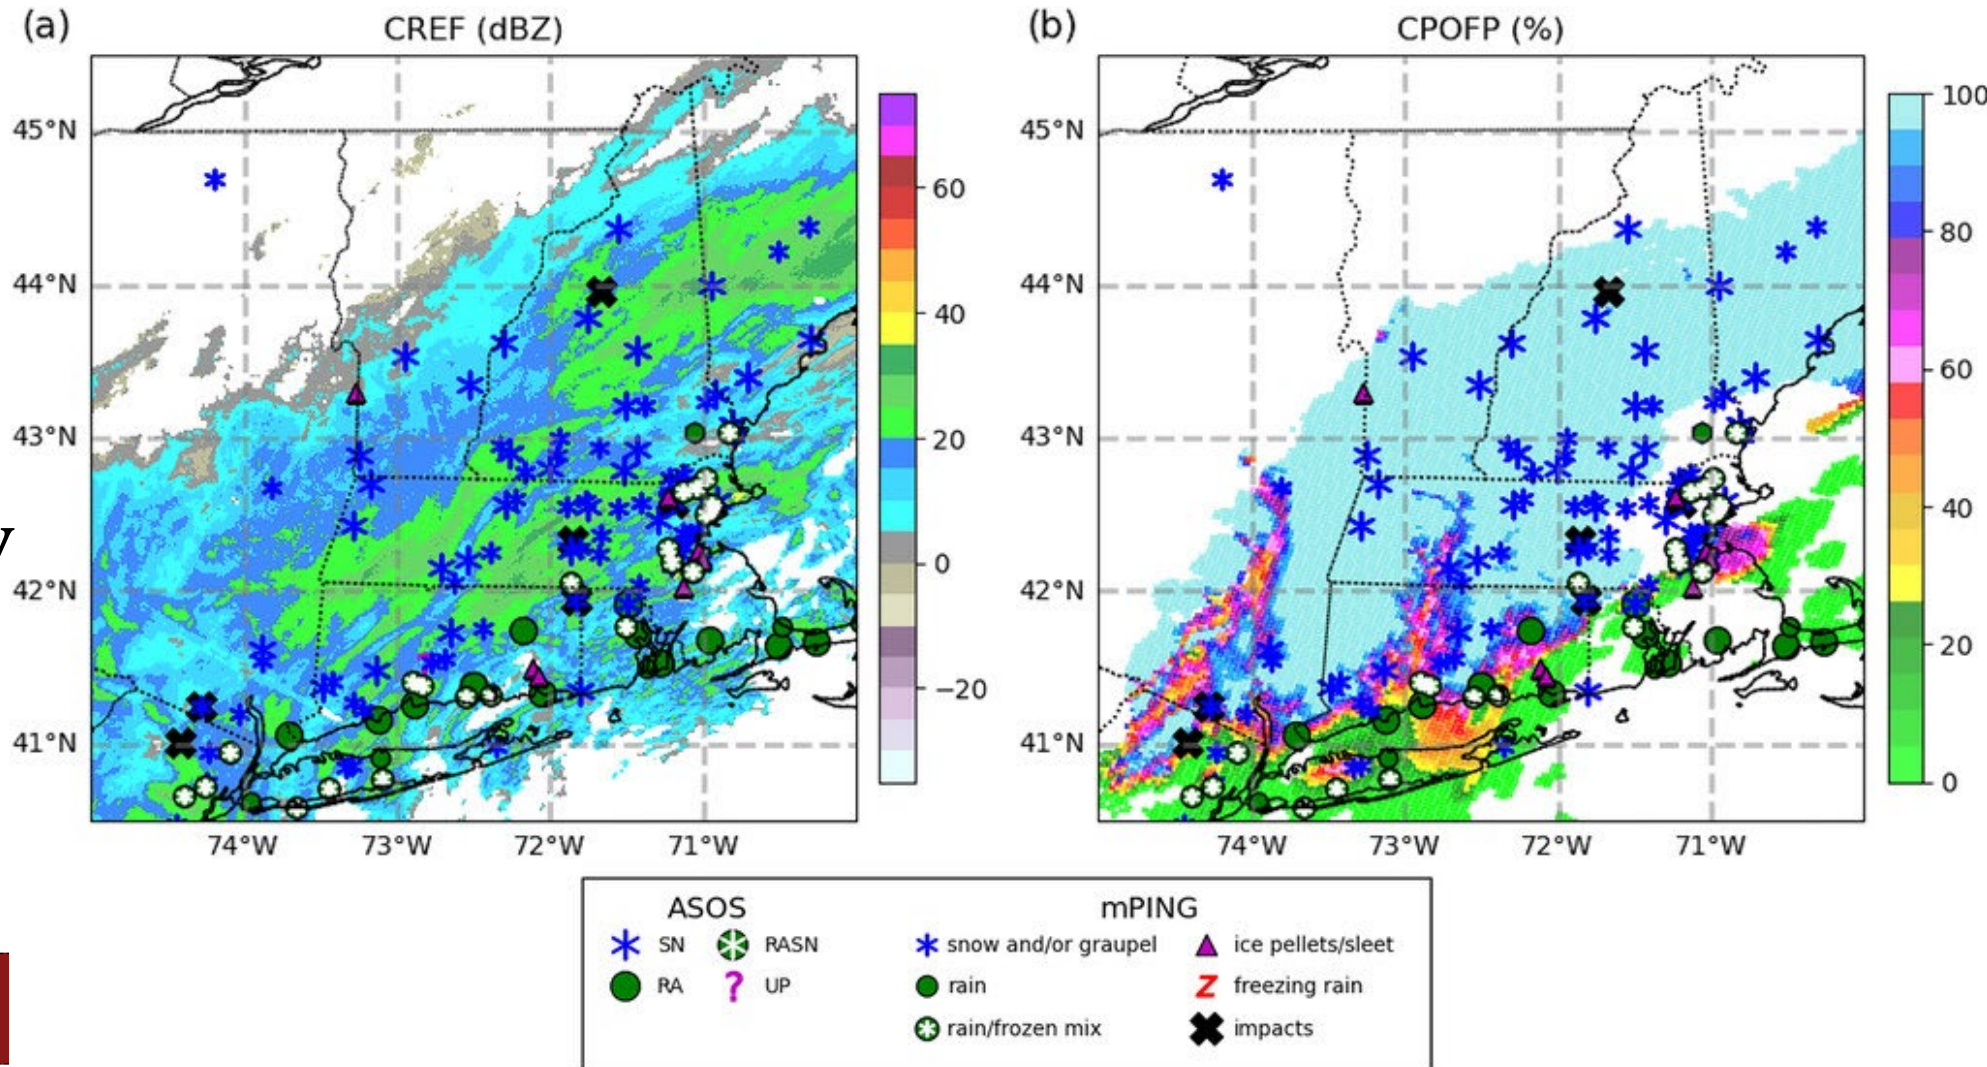 (a)
CREF (dBZ)
45°N
44°N
43°N
42°N
41°N
74°W
73°W
72°W
71°W
60
40
20
0
−20
(b)
CPOFP (%)
45°N
44°N
43°N
42°N
41°N
74°W
73°W
72°W
71°W
100
80
60
40
20
0
y
ASOS
SN
RASN
RA
? UP
mPING
snow and/or graupel
ice pellets/sleet
rain
Z freezing rain
rain/frozen mix
impacts